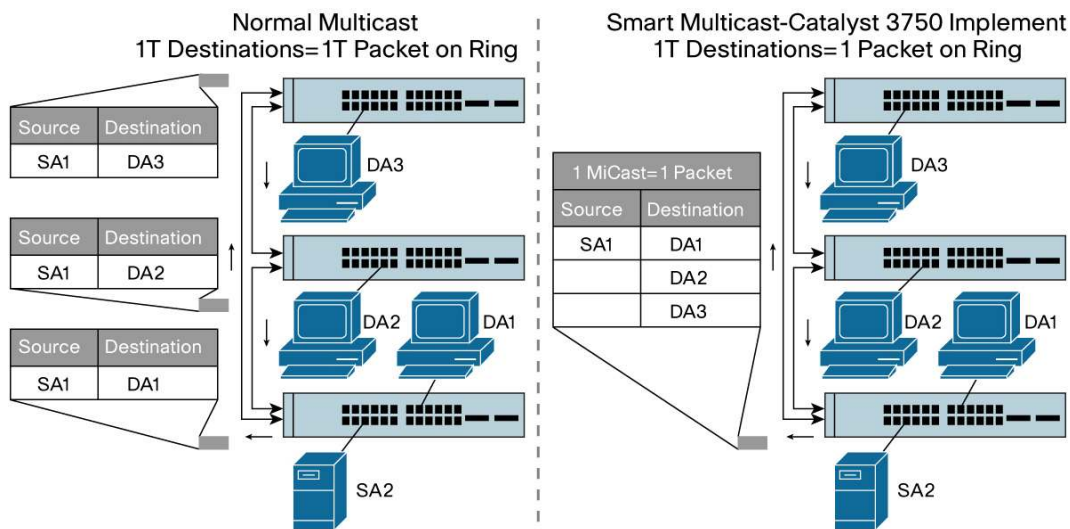 Normal Multicast
1T Destinations=1T Packet on Ring
Source Destination
SA1 DA3
DA3
Source Destination
SA1 DA2
DA2 DA1
Source Destination
SA1 DA1
SA2
Smart Multicast-Catalyst 3750 Implement
1T Destinations=1 Packet on Ring
DA3
1 MiCast=1 Packet
Source Destination
SA1 DA1
DA2
DA3
DA2 DA1
SA2